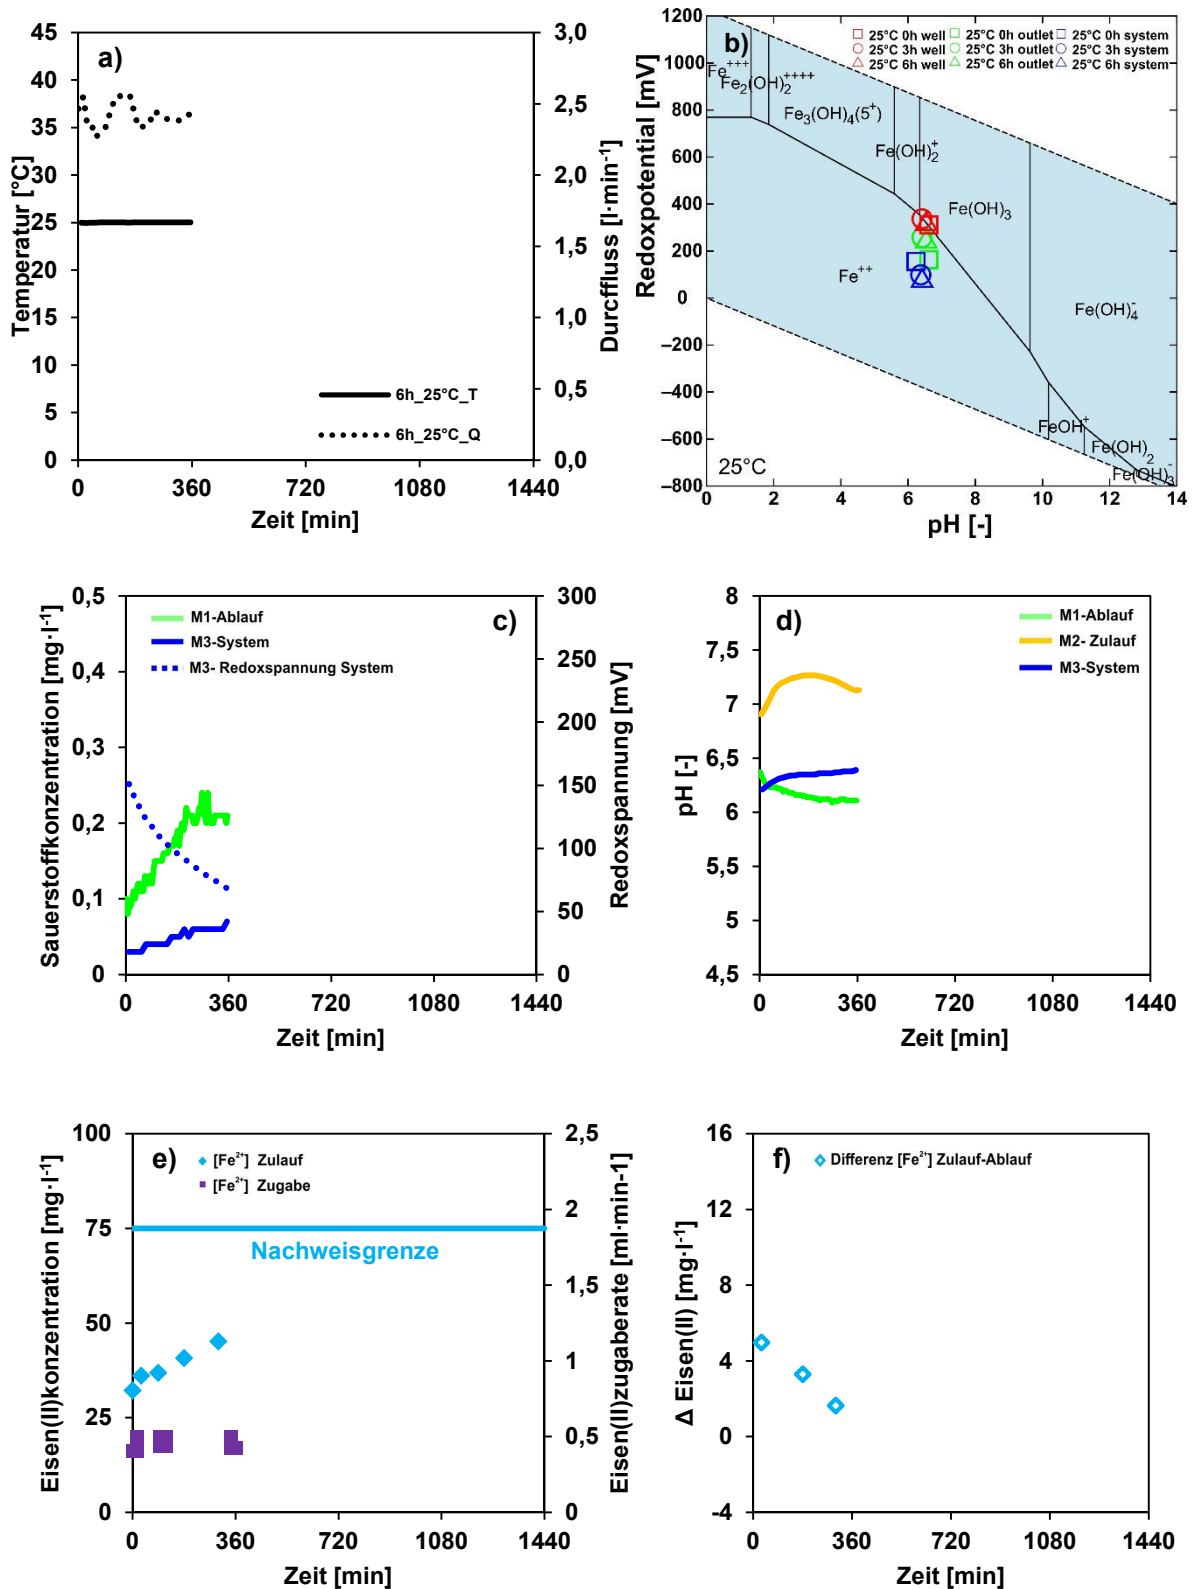 a)
45
40
35
30
25
20
15
10
5
0
Temperatur [°C]
3,0
2,5
2,0
1,5
1,0
0,5
0,0
Durcffluss [l·min⁻¹]
6h_25°C_T
6h_25°C_Q
0 360 720 1080 1440
Zeit [min]
b)
1200
1000
800
600
400
200
0
−200
−400
−600
−800
Redoxpotential [mV]
25°C 0h well 25°C 0h outlet 25°C 0h system
25°C 3h well 25°C 3h outlet 25°C 3h system
25°C 6h well 25°C 6h outlet 25°C 6h system
Fe⁺⁺⁺
Fe₂(OH)₂⁺⁺⁺⁺
Fe₃(OH)₄(5⁺)
Fe(OH)₂⁺
Fe(OH)₃
Fe⁺⁺
Fe(OH)₄⁻
FeOH⁺
Fe(OH)₂
Fe(OH)₃⁻
25°C
0 2 4 6 8 10 12 14
pH [-]
c)
M1-Ablauf
M3-System
M3- Redoxspannung System
0,5
0,4
0,3
0,2
0,1
0
Sauerstoffkonzentration [mg·l⁻¹]
300
250
200
150
100
50
0
Redoxspannung [mV]
0 360 720 1080 1440
Zeit [min]
d)
M1-Ablauf
M2- Zulauf
M3-System
8
7,5
7
6,5
6
5,5
5
4,5
pH [-]
0 360 720 1080 1440
Zeit [min]
e)
[Fe²⁺] Zulauf
[Fe²⁺] Zugabe
Nachweisgrenze
100
75
50
25
0
Eisen(II)konzentration [mg·l⁻¹]
2,5
2
1,5
1
0,5
0
Eisen(II)zugaberate [ml·min-1]
0 360 720 1080 1440
Zeit [min]
f)
Differenz [Fe²⁺] Zulauf-Ablauf
16
12
8
4
0
-4
Δ Eisen(II) [mg·l⁻¹]
0 360 720 1080 1440
Zeit [min]